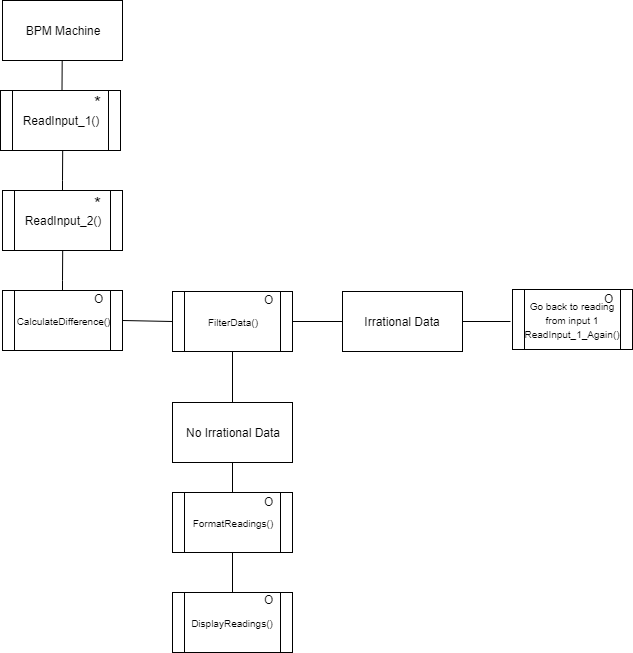 BPM Machine
*
ReadInput_1()
*
ReadInput_2()
O
CalculateDifference()
O
FilterData()
Irrational Data
O
Go back to reading
from input 1
ReadInput_1_Again()
No Irrational Data
O
FormatReadings()
O
DisplayReadings()